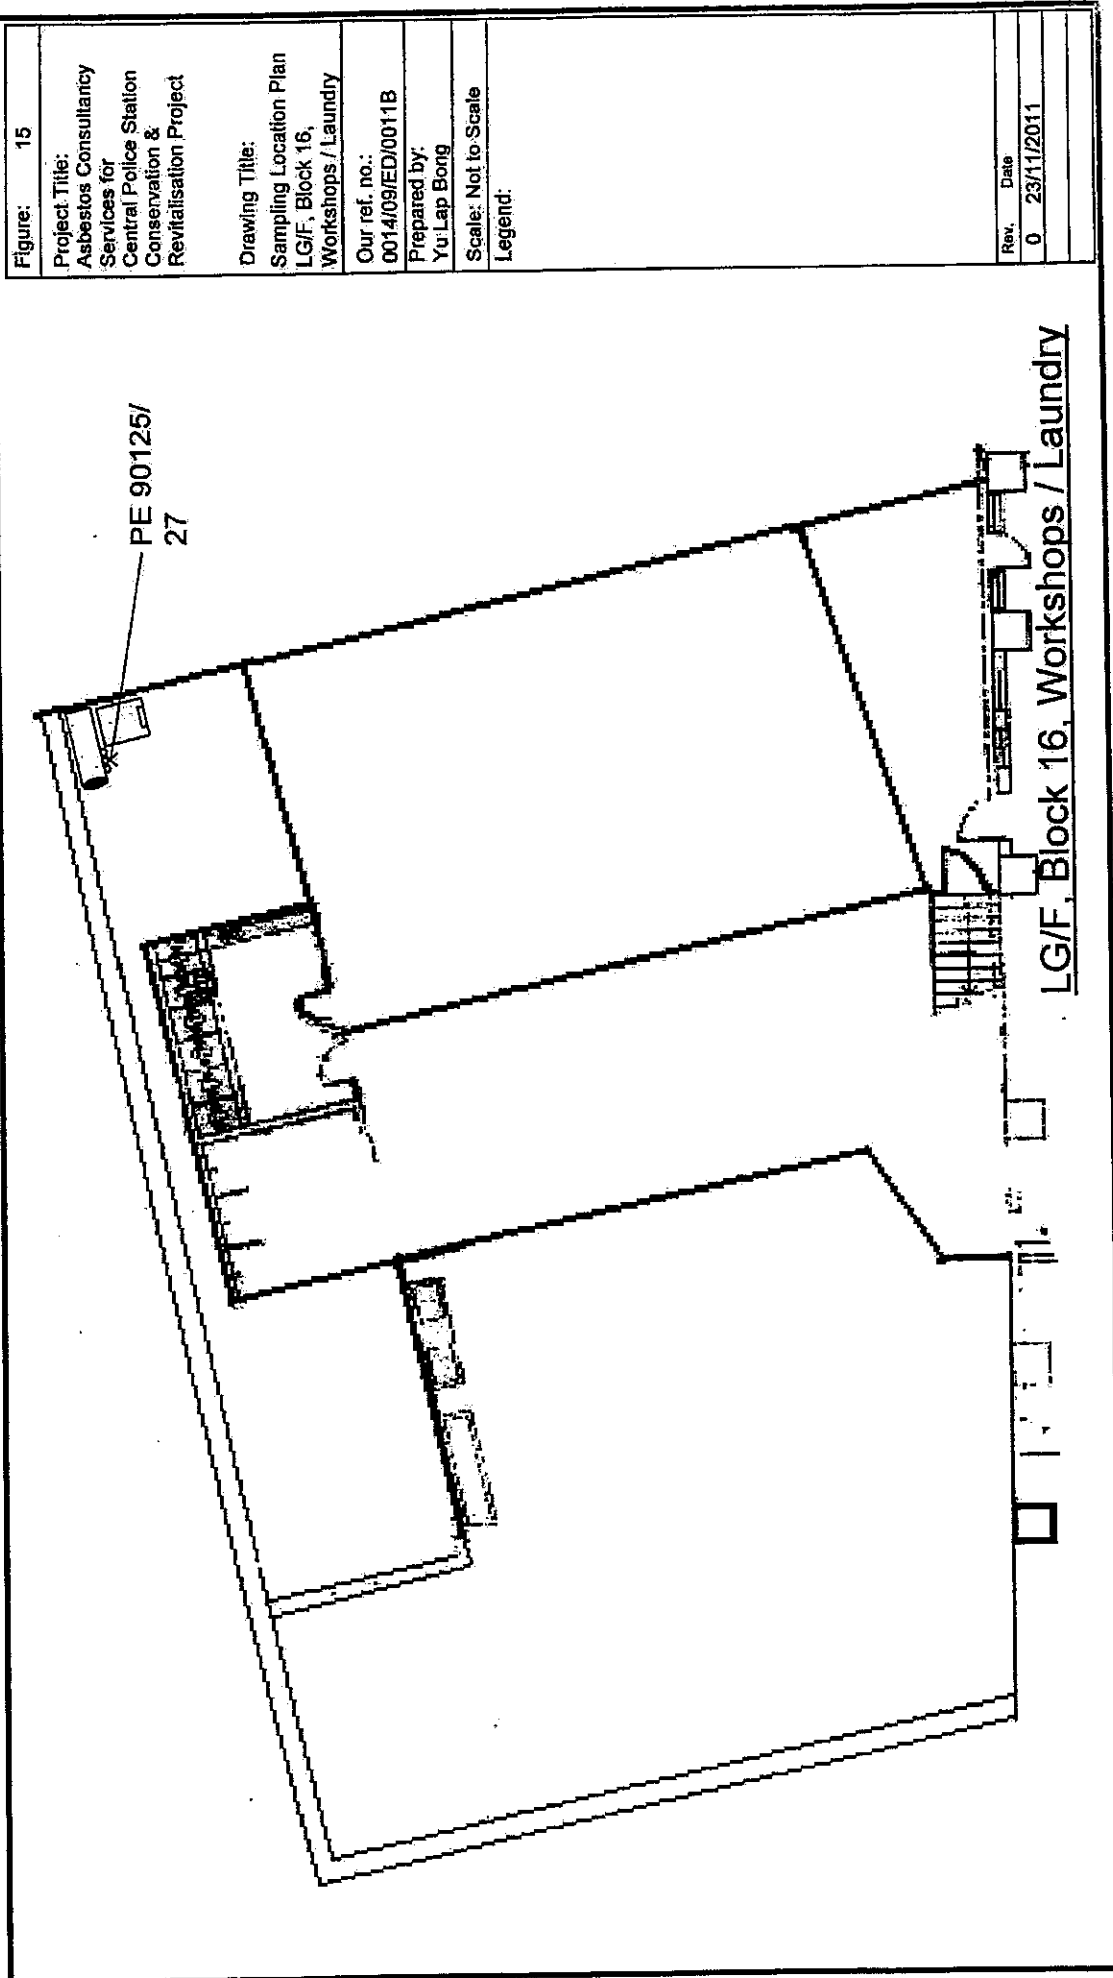 Figure: 15
Project Title:
Asbestos Consultancy
Services for
Central Police Station
Conservation &
Revitalisation Project
Drawing Title:
Sampling Location Plan
LG/F, Block 16,
Workshops / Laundry
Our ref. no.:
0014/09/ED/0011B
Prepared by:
Yu Lap Bong
Scale: Not to Scale
Legend:
Rev. Date
0 23/11/2011
PE 90125/
27
LG/F, Block 16, Workshops / Laundry